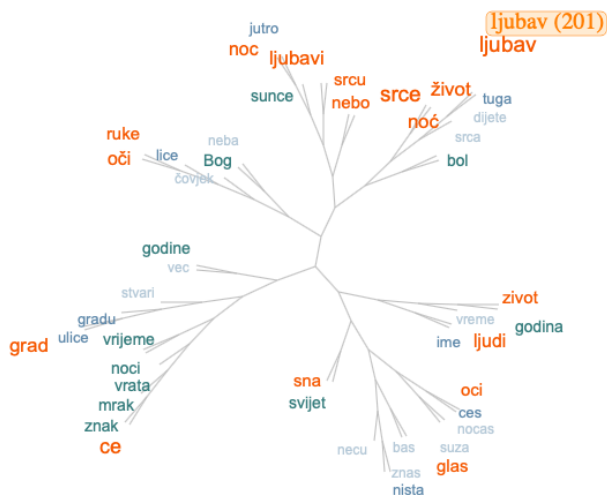 ljubav (201)
jutro
noc
ljubavi
ljubav
srcu
sunce
nebo
srce
život
tuga
noć
dijete
srca
bol
ruke
oči
lice
neba
Bog
čovjek
godine
vec
stvari
gradu
ulice
grad
vrijeme
noci
vrata
mrak
znak
ce
život
vreme
godina
ime
ljudi
sna
svijet
oci
ces
nocas
necu
bas
suza
znas
glas
nista